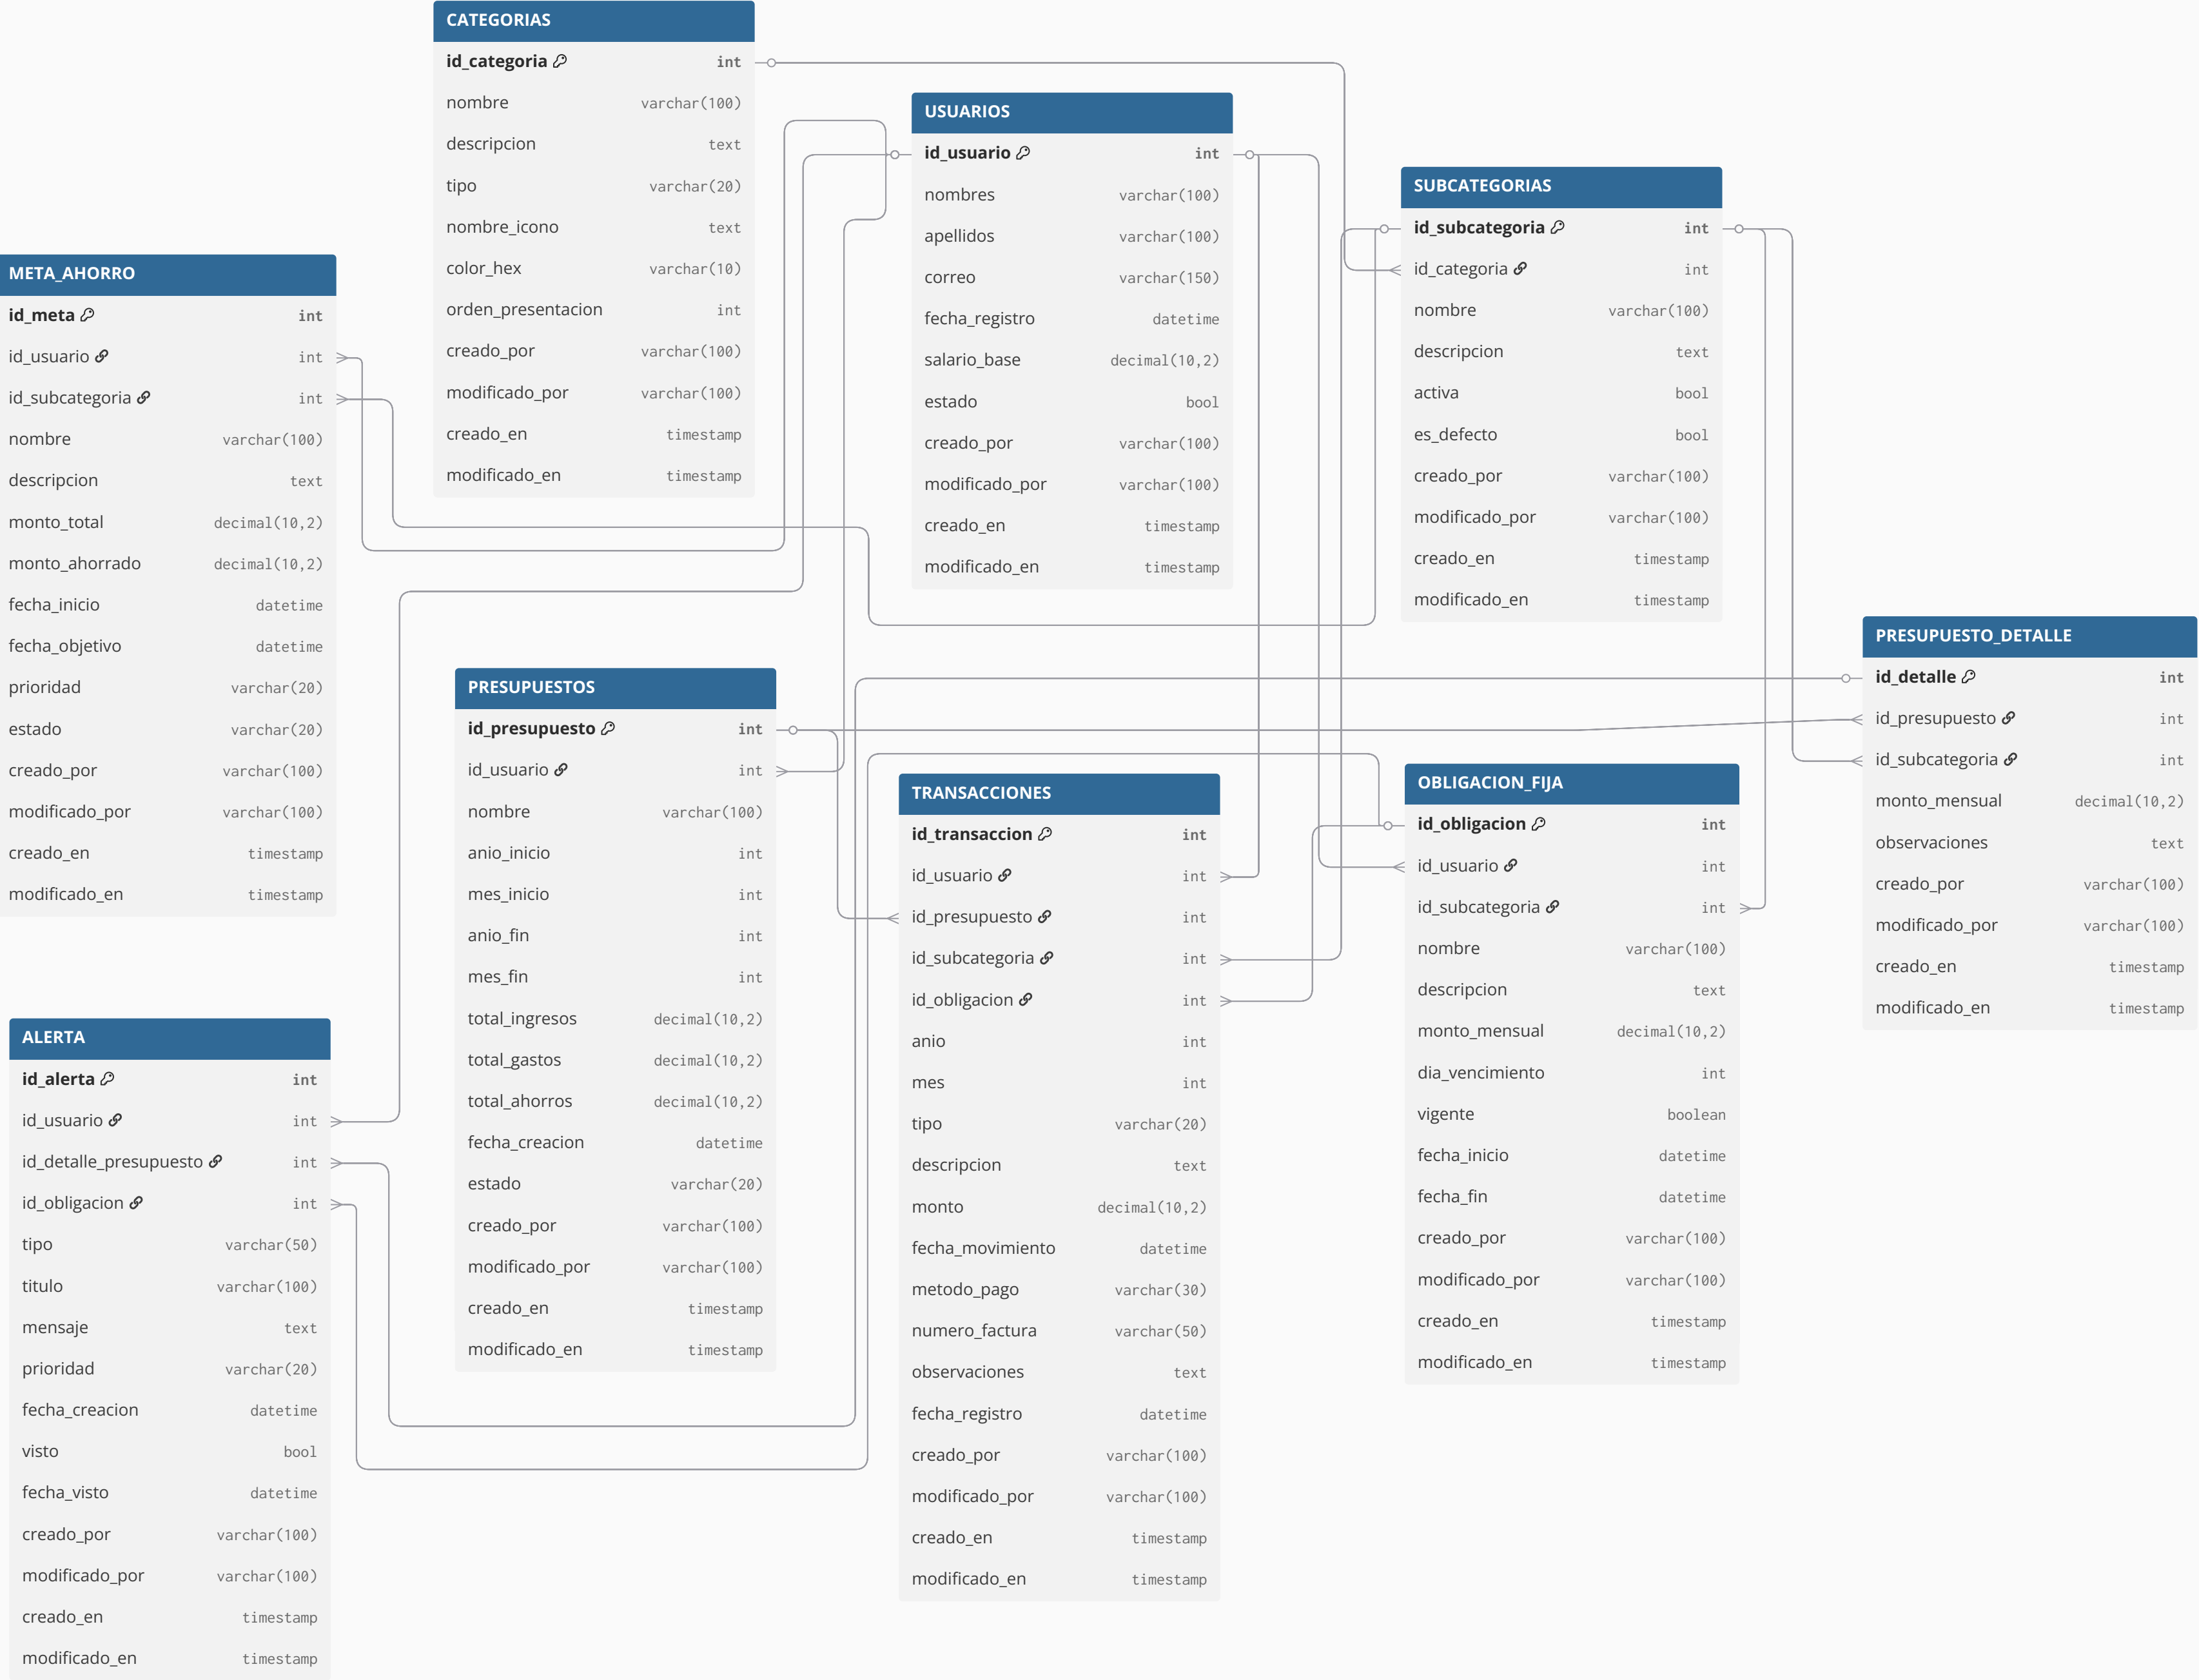 CATEGORIAS
id_categoria int
nombre varchar(100)
descripcion text
tipo varchar(20)
nombre_icono text
color_hex varchar(10)
orden_presentacion int
creado_por varchar(100)
modificado_por varchar(100)
creado_en timestamp
modificado_en timestamp
USUARIOS
id_usuario int
nombres varchar(100)
apellidos varchar(100)
correo varchar(150)
fecha_registro datetime
salario_base decimal(10,2)
estado bool
creado_por varchar(100)
modificado_por varchar(100)
creado_en timestamp
modificado_en timestamp
SUBCATEGORIAS
id_subcategoria int
id_categoria int
nombre varchar(100)
descripcion text
activa bool
es_defecto bool
creado_por varchar(100)
modificado_por varchar(100)
creado_en timestamp
modificado_en timestamp
META_AHORRO
id_meta int
id_usuario int
id_subcategoria int
nombre varchar(100)
descripcion text
monto_total decimal(10,2)
monto_ahorrado decimal(10,2)
fecha_inicio datetime
fecha_objetivo datetime
prioridad varchar(20)
estado varchar(20)
creado_por varchar(100)
modificado_por varchar(100)
creado_en timestamp
modificado_en timestamp
PRESUPUESTO_DETALLE
id_detalle int
id_presupuesto int
id_subcategoria int
monto_mensual decimal(10,2)
observaciones text
creado_por varchar(100)
modificado_por varchar(100)
creado_en timestamp
modificado_en timestamp
PRESUPUESTOS
id_presupuesto int
id_usuario int
nombre varchar(100)
anio_inicio int
mes_inicio int
anio_fin int
mes_fin int
total_ingresos decimal(10,2)
total_gastos decimal(10,2)
total_ahorros decimal(10,2)
fecha_creacion datetime
estado varchar(20)
creado_por varchar(100)
modificado_por varchar(100)
creado_en timestamp
modificado_en timestamp
TRANSACCIONES
id_transaccion int
id_usuario int
id_presupuesto int
id_subcategoria int
id_obligacion int
anio int
mes int
tipo varchar(20)
descripcion text
monto decimal(10,2)
fecha_movimiento datetime
metodo_pago varchar(30)
numero_factura varchar(50)
observaciones text
fecha_registro datetime
creado_por varchar(100)
modificado_por varchar(100)
creado_en timestamp
modificado_en timestamp
OBLIGACION_FIJA
id_obligacion int
id_usuario int
id_subcategoria int
nombre varchar(100)
descripcion text
monto_mensual decimal(10,2)
dia_vencimiento int
vigente boolean
fecha_inicio datetime
fecha_fin datetime
creado_por varchar(100)
modificado_por varchar(100)
creado_en timestamp
modificado_en timestamp
ALERTA
id_alerta int
id_usuario int
id_detalle_presupuesto int
id_obligacion int
tipo varchar(50)
titulo varchar(100)
mensaje text
prioridad varchar(20)
fecha_creacion datetime
visto bool
fecha_visto datetime
creado_por varchar(100)
modificado_por varchar(100)
creado_en timestamp
modificado_en timestamp